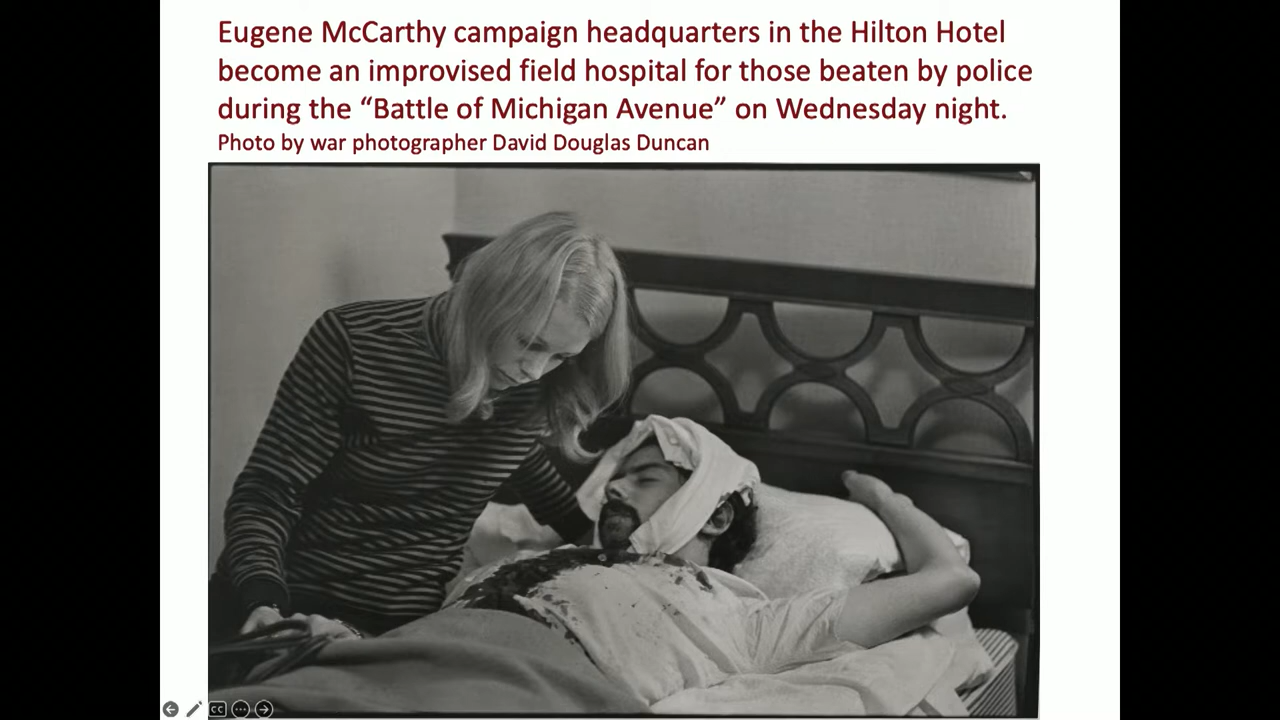 Eugene McCarthy campaign headquarters in the Hilton Hotel
become an improvised field hospital for those beaten by police
during the “Battle of Michigan Avenue” on Wednesday night.
Photo by war photographer David Douglas Duncan
CC